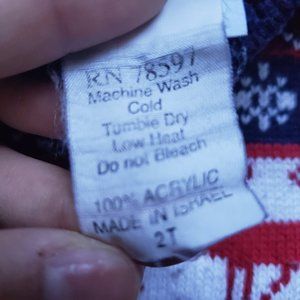 RN 78597
Machine Wash
Cold
Tumble Dry
Low Heat
Do not Bleach
100% ACRYLIC
MADE IN ISRAEL
2T